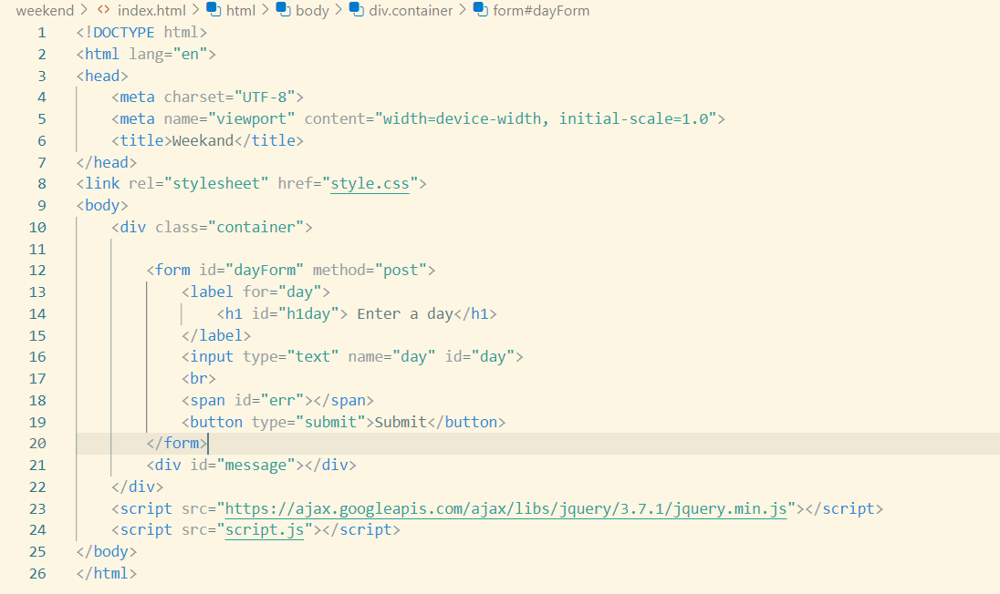 weekend > <> index.html > html > body > div.container > form#dayForm
1 <!DOCTYPE html>
2 <html lang="en">
3 <head>
4     <meta charset="UTF-8">
5     <meta name="viewport" content="width=device-width, initial-scale=1.0">
6     <title>Weekand</title>
7 </head>
8 <link rel="stylesheet" href="style.css">
9 <body>
10     <div class="container">
11
12         <form id="dayForm" method="post">
13             <label for="day">
14                 <h1 id="h1day"> Enter a day</h1>
15             </label>
16             <input type="text" name="day" id="day">
17             <br>
18             <span id="err"></span>
19             <button type="submit">Submit</button>
20         </form>
21         <div id="message"></div>
22     </div>
23     <script src="https://ajax.googleapis.com/ajax/libs/jquery/3.7.1/jquery.min.js"></script>
24     <script src="script.js"></script>
25 </body>
26 </html>